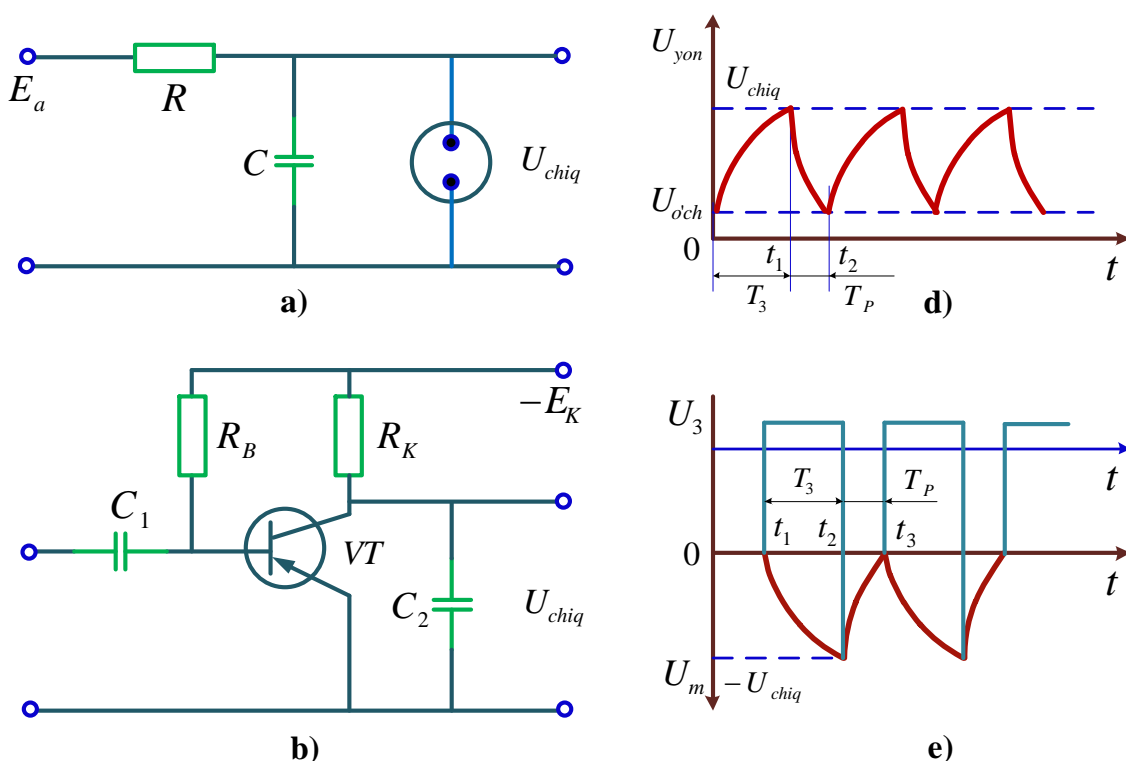 E_a
R
C
U_chiq
a)
U_yon
U_chiq
U_o'ch
0
t_1
t_2
t
T_3
T_P
d)
-E_K
R_B
R_K
C_1
VT
C_2
U_chiq
b)
U_3
t
T_3
T_P
t_1
t_2
t_3
0
t
U_m
-U_chiq
e)